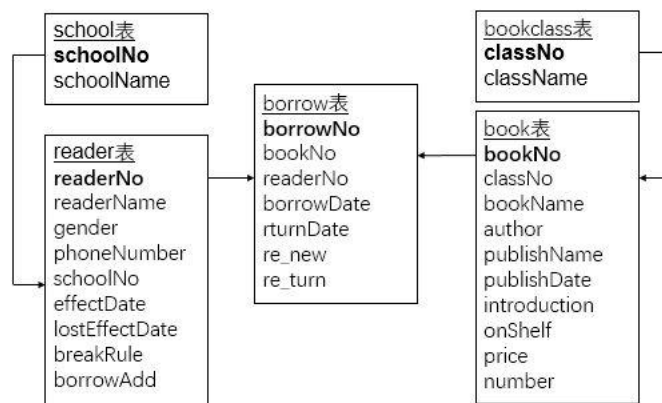 school表
schoolNo
schoolName
reader表
readerNo
readerName
gender
phoneNumber
schoolNo
effectDate
lostEffectDate
breakRule
borrowAdd
borrow表
borrowNo
bookNo
readerNo
borrowDate
rturnDate
re_new
re_turn
bookclass表
classNo
className
book表
bookNo
classNo
bookName
author
publishName
publishDate
introduction
onShelf
price
number